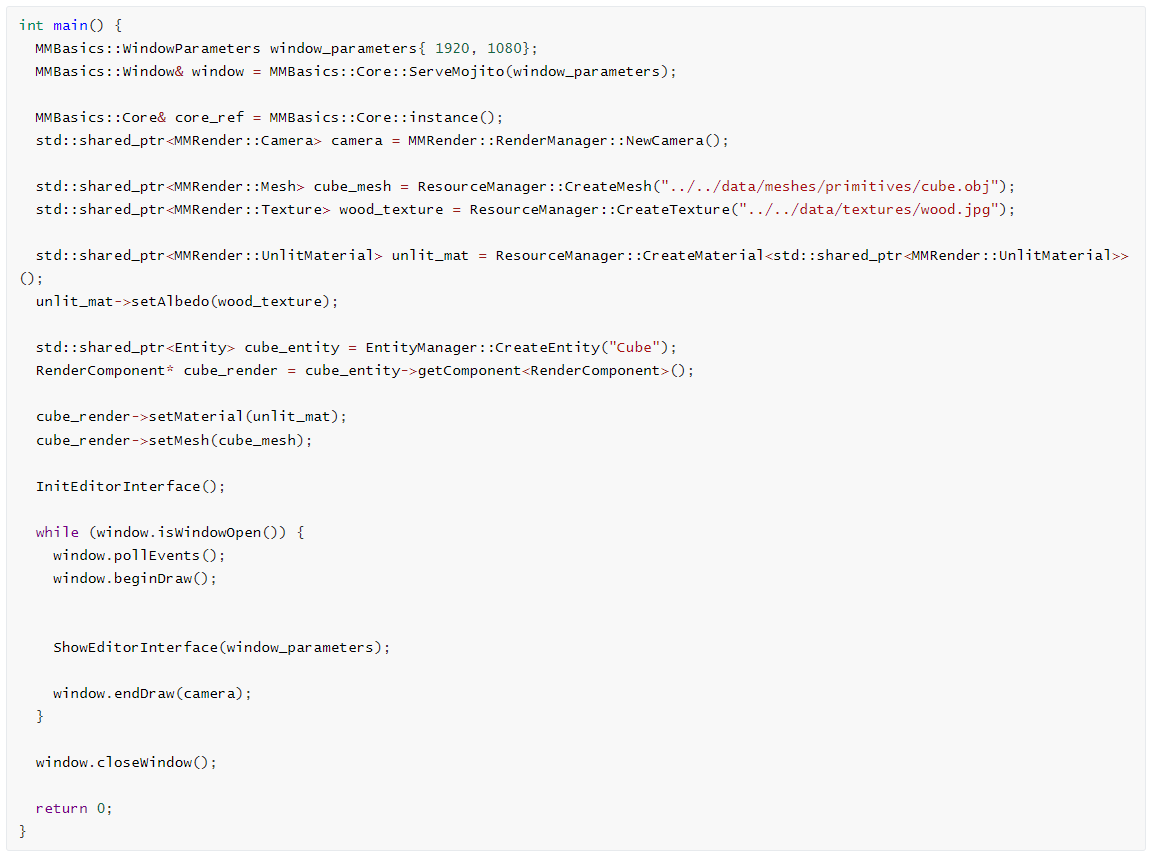 int main() {
  MMBasics::WindowParameters window_parameters{ 1920, 1080};
  MMBasics::Window& window = MMBasics::Core::ServeMojito(window_parameters);

  MMBasics::Core& core_ref = MMBasics::Core::instance();
  std::shared_ptr<MMRender::Camera> camera = MMRender::RenderManager::NewCamera();

  std::shared_ptr<MMRender::Mesh> cube_mesh = ResourceManager::CreateMesh("../../data/meshes/primitives/cube.obj");
  std::shared_ptr<MMRender::Texture> wood_texture = ResourceManager::CreateTexture("../../data/textures/wood.jpg");

  std::shared_ptr<MMRender::UnlitMaterial> unlit_mat = ResourceManager::CreateMaterial<std::shared_ptr<MMRender::UnlitMaterial>>
();
  unlit_mat->setAlbedo(wood_texture);

  std::shared_ptr<Entity> cube_entity = EntityManager::CreateEntity("Cube");
  RenderComponent* cube_render = cube_entity->getComponent<RenderComponent>();

  cube_render->setMaterial(unlit_mat);
  cube_render->setMesh(cube_mesh);

  InitEditorInterface();

  while (window.isWindowOpen()) {
    window.pollEvents();
    window.beginDraw();


    ShowEditorInterface(window_parameters);

    window.endDraw(camera);
  }

  window.closeWindow();

  return 0;
}